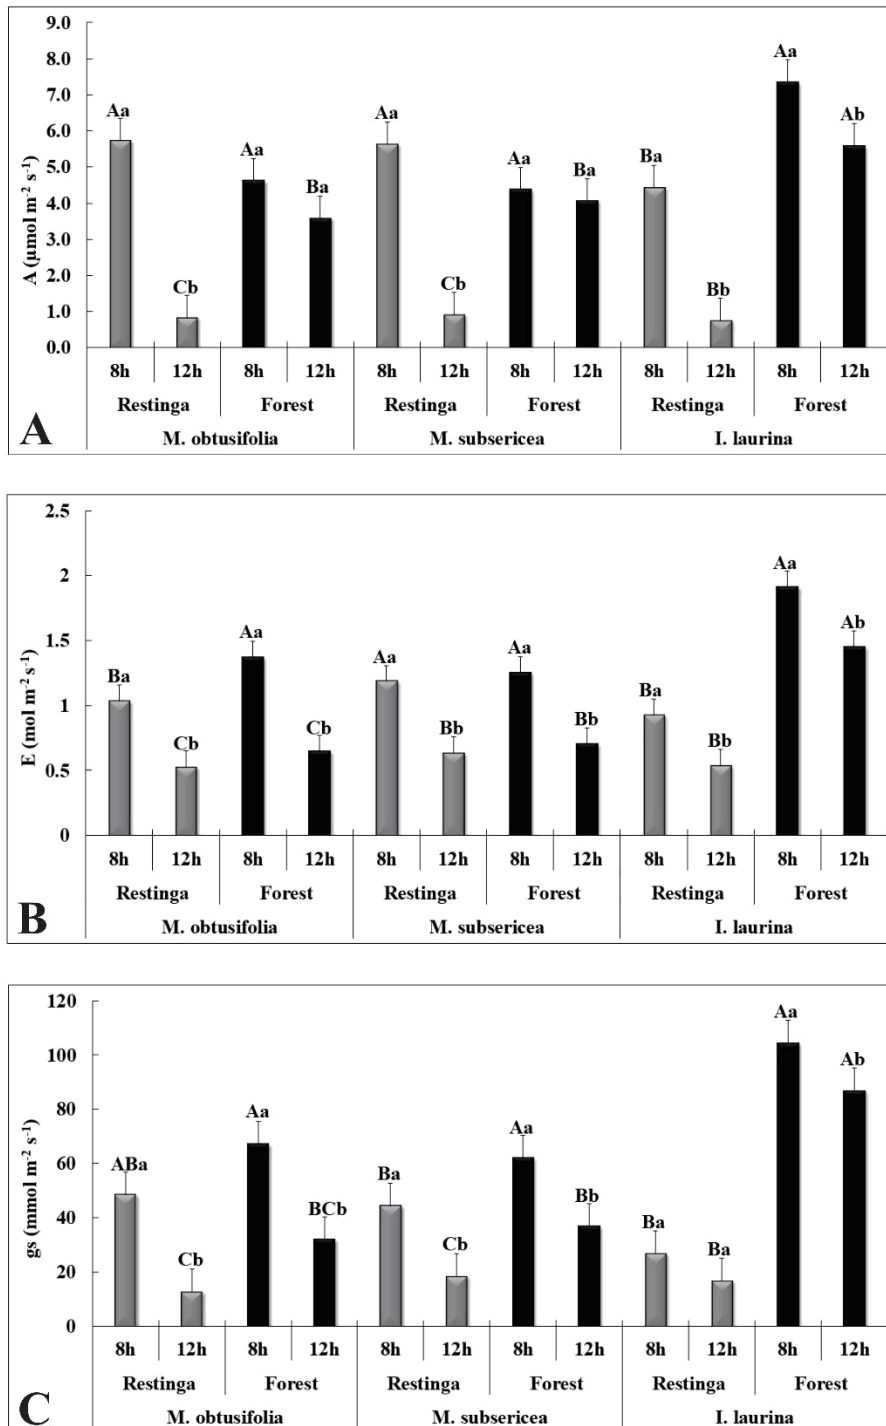 9.0
8.0
7.0
6.0
5.0
4.0
3.0
2.0
1.0
0.0
A (µmol m-2 s-1)
Aa Cb Aa Ba Aa Cb Aa Ba Ba Bb Aa Ab
8h 12h 8h 12h 8h 12h 8h 12h 8h 12h 8h 12h
Restinga Forest Restinga Forest Restinga Forest
M. obtusifolia M. subsericea I. laurina
A
2.5
2
1.5
1
0.5
0
E (mol m-2 s-1)
Ba Cb Aa Cb Aa Bb Aa Bb Ba Bb Aa Ab
8h 12h 8h 12h 8h 12h 8h 12h 8h 12h 8h 12h
Restinga Forest Restinga Forest Restinga Forest
M. obtusifolia M. subsericea I. laurina
B
120
100
80
60
40
20
0
gs (mmol m-2 s-1)
ABa Cb Aa BCb Ba Cb Aa Bb Ba Ba Aa Ab
8h 12h 8h 12h 8h 12h 8h 12h 8h 12h 8h 12h
Restinga Forest Restinga Forest Restinga Forest
M. obtusifolia M. subsericea I. laurina
C